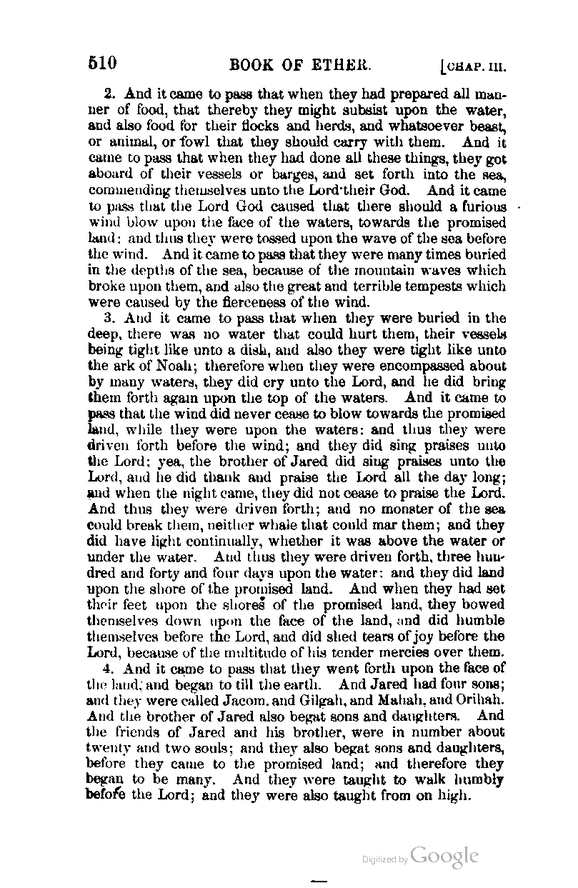 510 BOOK OF ETHER. [CHAP. III.
2. And it came to pass that when they had prepared all man-
ner of food, that thereby they might subsist upon the water,
and also food for their flocks and herds, and whatsoever beast,
or animal, or fowl that they should carry with them. And it
came to pass that when they had done all these things, they got
aboard of their vessels or barges, and set forth into the sea,
commending themselves unto the Lord their God. And it came
to pass that the Lord God caused that there should a furious
wind blow upon the face of the waters, towards the promised
land: and thus they were tossed upon the wave of the sea before
the wind. And it came to pass that they were many times buried
in the depths of the sea, because of the mountain waves which
broke upon them, and also the great and terrible tempests which
were caused by the fierceness of the wind.
3. And it came to pass that when they were buried in the
deep, there was no water that could hurt them, their vessels
being tight like unto a dish, and also they were tight like unto
the ark of Noah; therefore when they were encompassed about
by many waters, they did cry unto the Lord, and he did bring
them forth again upon the top of the waters. And it came to
pass that the wind did never cease to blow towards the promised
land, while they were upon the waters: and thus they were
driven forth before the wind; and they did sing praises unto
the Lord; yea, the brother of Jared did sing praises unto the
Lord, and he did thank and praise the Lord all the day long;
and when the night came, they did not cease to praise the Lord.
And thus they were driven forth; and no monster of the sea
could break them, neither whale that could mar them; and they
did have light continually, whether it was above the water or
under the water. And thus they were driven forth, three hun-
dred and forty and four days upon the water: and they did land
upon the shore of the promised land. And when they had set
their feet upon the shores of the promised land, they bowed
themselves down upon the face of the land, and did humble
themselves before the Lord, and did shed tears of joy before the
Lord, because of the multitude of his tender mercies over them.
4. And it came to pass that they went forth upon the face of
the land, and began to till the earth. And Jared had four sons;
and they were called Jacom, and Gilgah, and Mahah, and Orihah.
And the brother of Jared also begat sons and daughters. And
the friends of Jared and his brother, were in number about
twenty and two souls; and they also begat sons and daughters,
before they came to the promised land; and therefore they
began to be many. And they were taught to walk humbly
before the Lord; and they were also taught from on high.
Digitized by Google